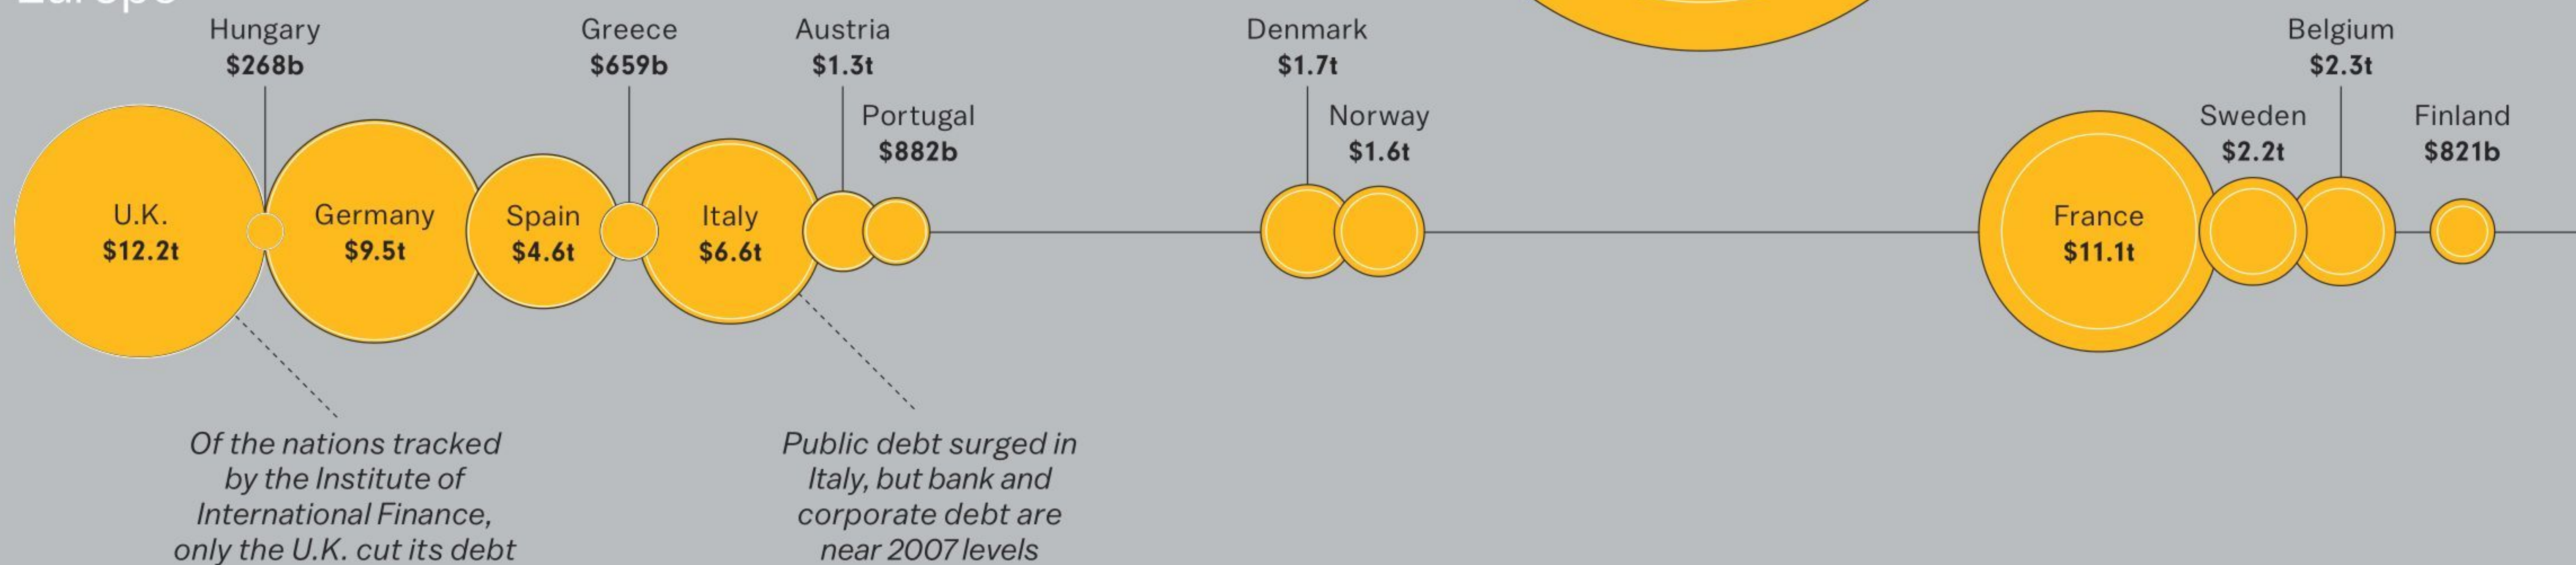 Europe
Hungary
$268b
Greece
$659b
Austria
$1.3t
Portugal
$882b
Denmark
$1.7t
Norway
$1.6t
Belgium
$2.3t
Sweden
$2.2t
Finland
$821b
U.K.
$12.2t
Germany
$9.5t
Spain
$4.6t
Italy
$6.6t
France
$11.1t
Of the nations tracked
by the Institute of
International Finance,
only the U.K. cut its debt
Public debt surged in
Italy, but bank and
corporate debt are
near 2007 levels